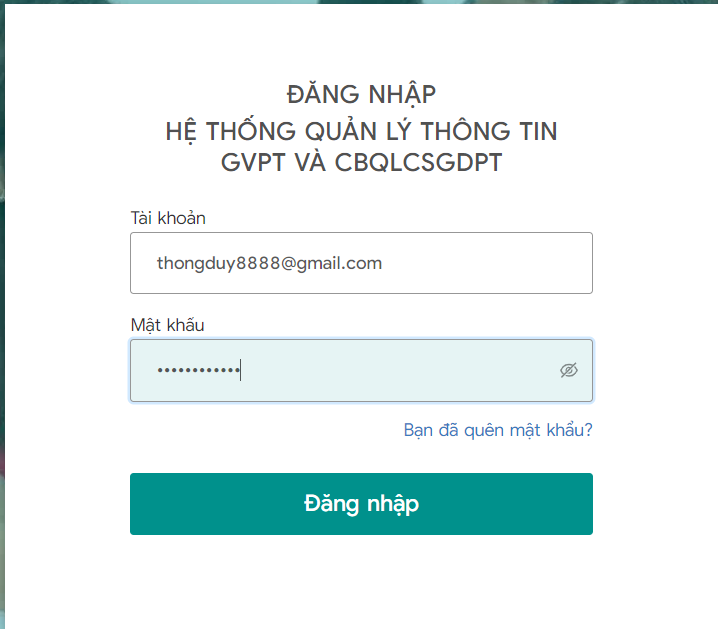 ĐĂNG NHẬP
HỆ THỐNG QUẢN LÝ THÔNG TIN
GVPT VÀ CBQLCSGDPT
Tài khoản
thongduy8888@gmail.com
Mật khẩu
••••••••••••
Bạn đã quên mật khẩu?
Đăng nhập